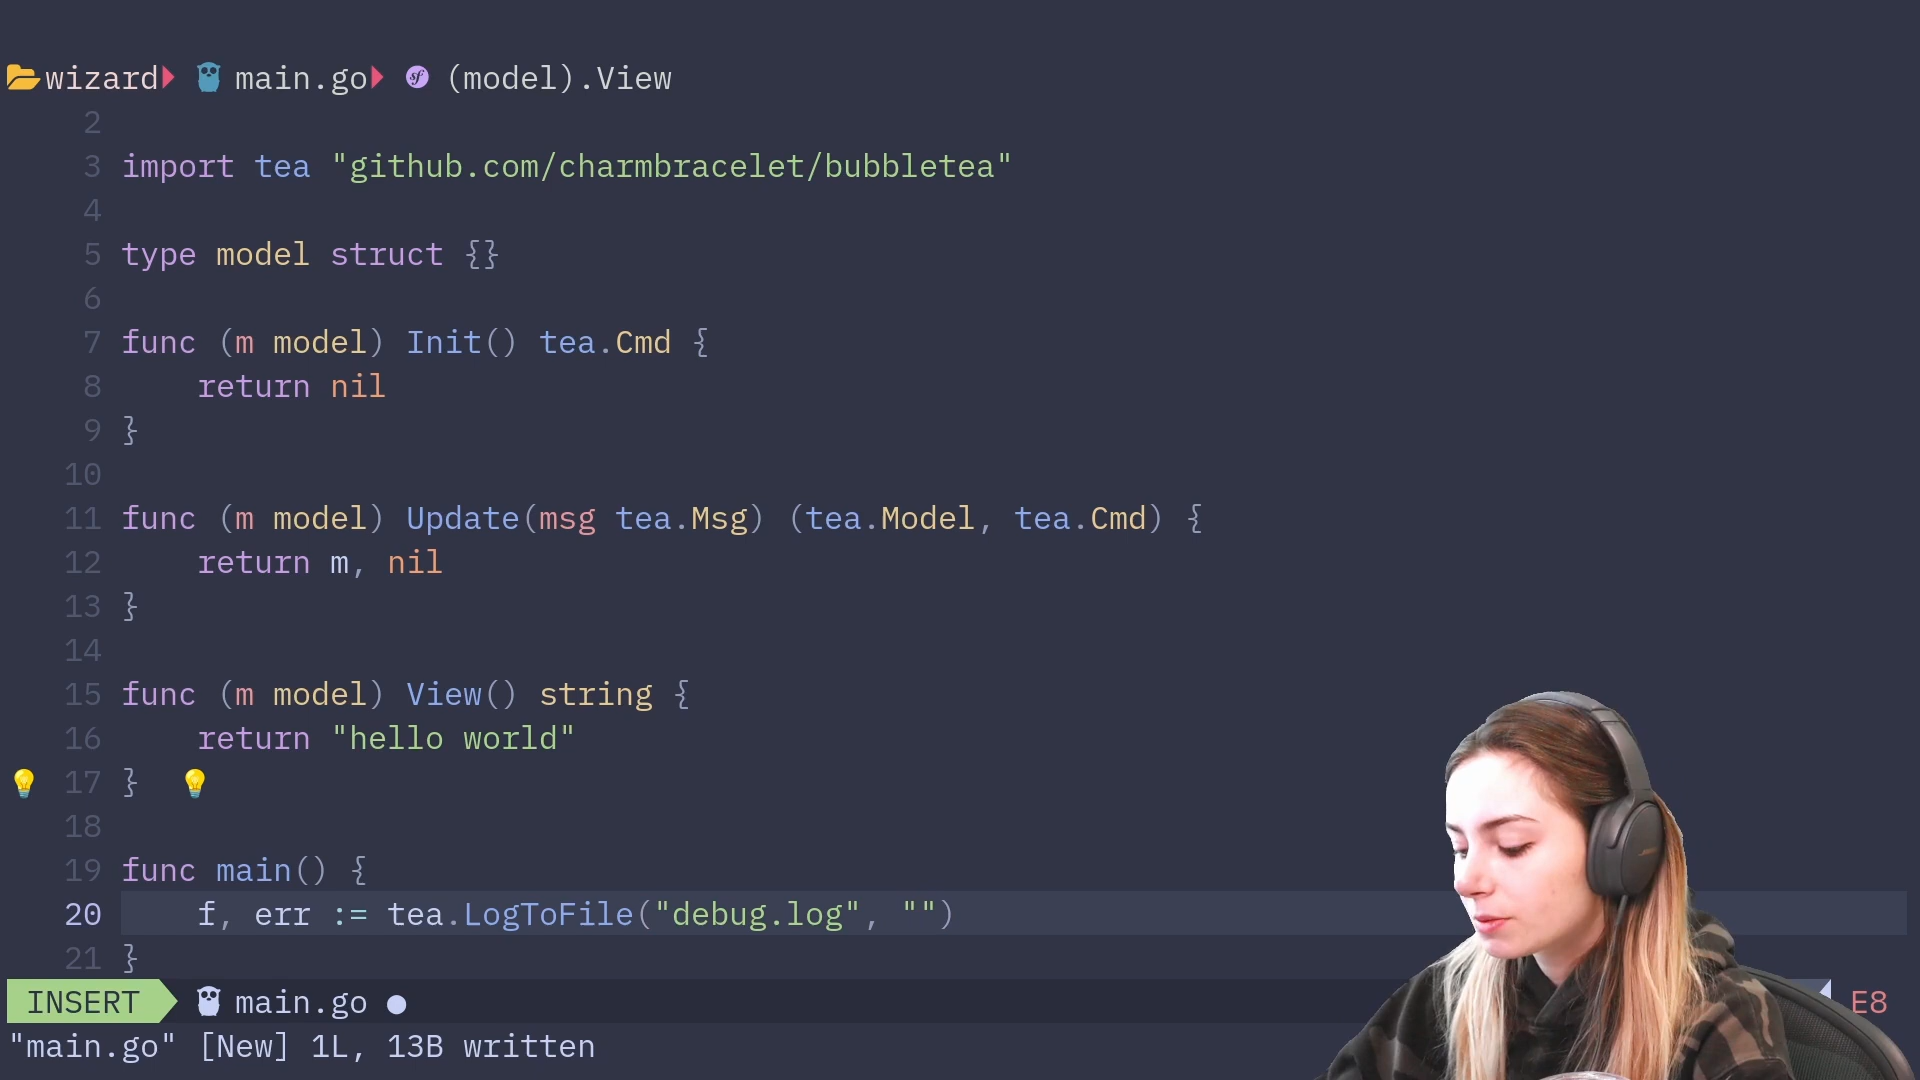 wizard main.go (model).View
2
3 import tea "github.com/charmbracelet/bubbletea"
4
5 type model struct {}
6
7 func (m model) Init() tea.Cmd {
8     return nil
9 }
10
11 func (m model) Update(msg tea.Msg) (tea.Model, tea.Cmd) {
12     return m, nil
13 }
14
15 func (m model) View() string {
16     return "hello world"
17 }
18
19 func main() {
20     f, err := tea.LogToFile("debug.log", "")
21 }
INSERT main.go ● E8
"main.go" [New] 1L, 13B written